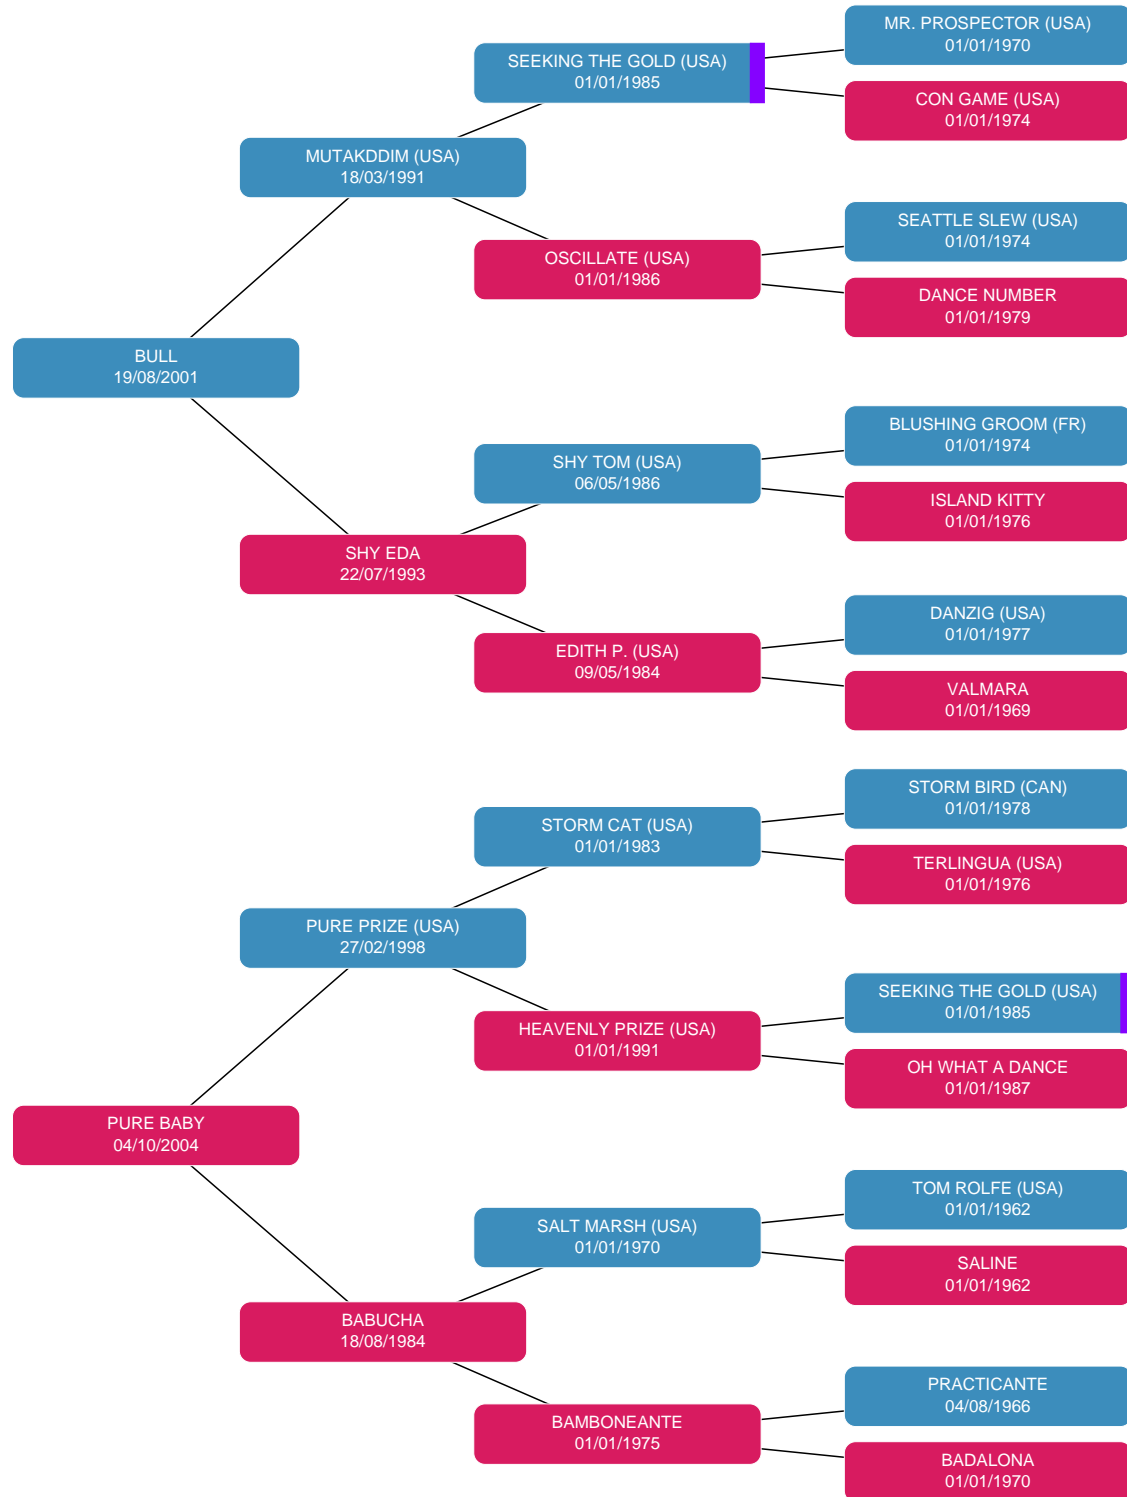 MR. PROSPECTOR (USA)
01/01/1970
SEEKING THE GOLD (USA)
01/01/1985
CON GAME (USA)
01/01/1974
MUTAKDDIM (USA)
18/03/1991
SEATTLE SLEW (USA)
01/01/1974
OSCILLATE (USA)
01/01/1986
DANCE NUMBER
01/01/1979
BULL
19/08/2001
BLUSHING GROOM (FR)
01/01/1974
SHY TOM (USA)
06/05/1986
ISLAND KITTY
01/01/1976
SHY EDA
22/07/1993
DANZIG (USA)
01/01/1977
EDITH P. (USA)
09/05/1984
VALMARA
01/01/1969
STORM BIRD (CAN)
01/01/1978
STORM CAT (USA)
01/01/1983
TERLINGUA (USA)
01/01/1976
PURE PRIZE (USA)
27/02/1998
SEEKING THE GOLD (USA)
01/01/1985
HEAVENLY PRIZE (USA)
01/01/1991
OH WHAT A DANCE
01/01/1987
PURE BABY
04/10/2004
TOM ROLFE (USA)
01/01/1962
SALT MARSH (USA)
01/01/1970
SALINE
01/01/1962
BABUCHA
18/08/1984
PRACTICANTE
04/08/1966
BAMBONEANTE
01/01/1975
BADALONA
01/01/1970